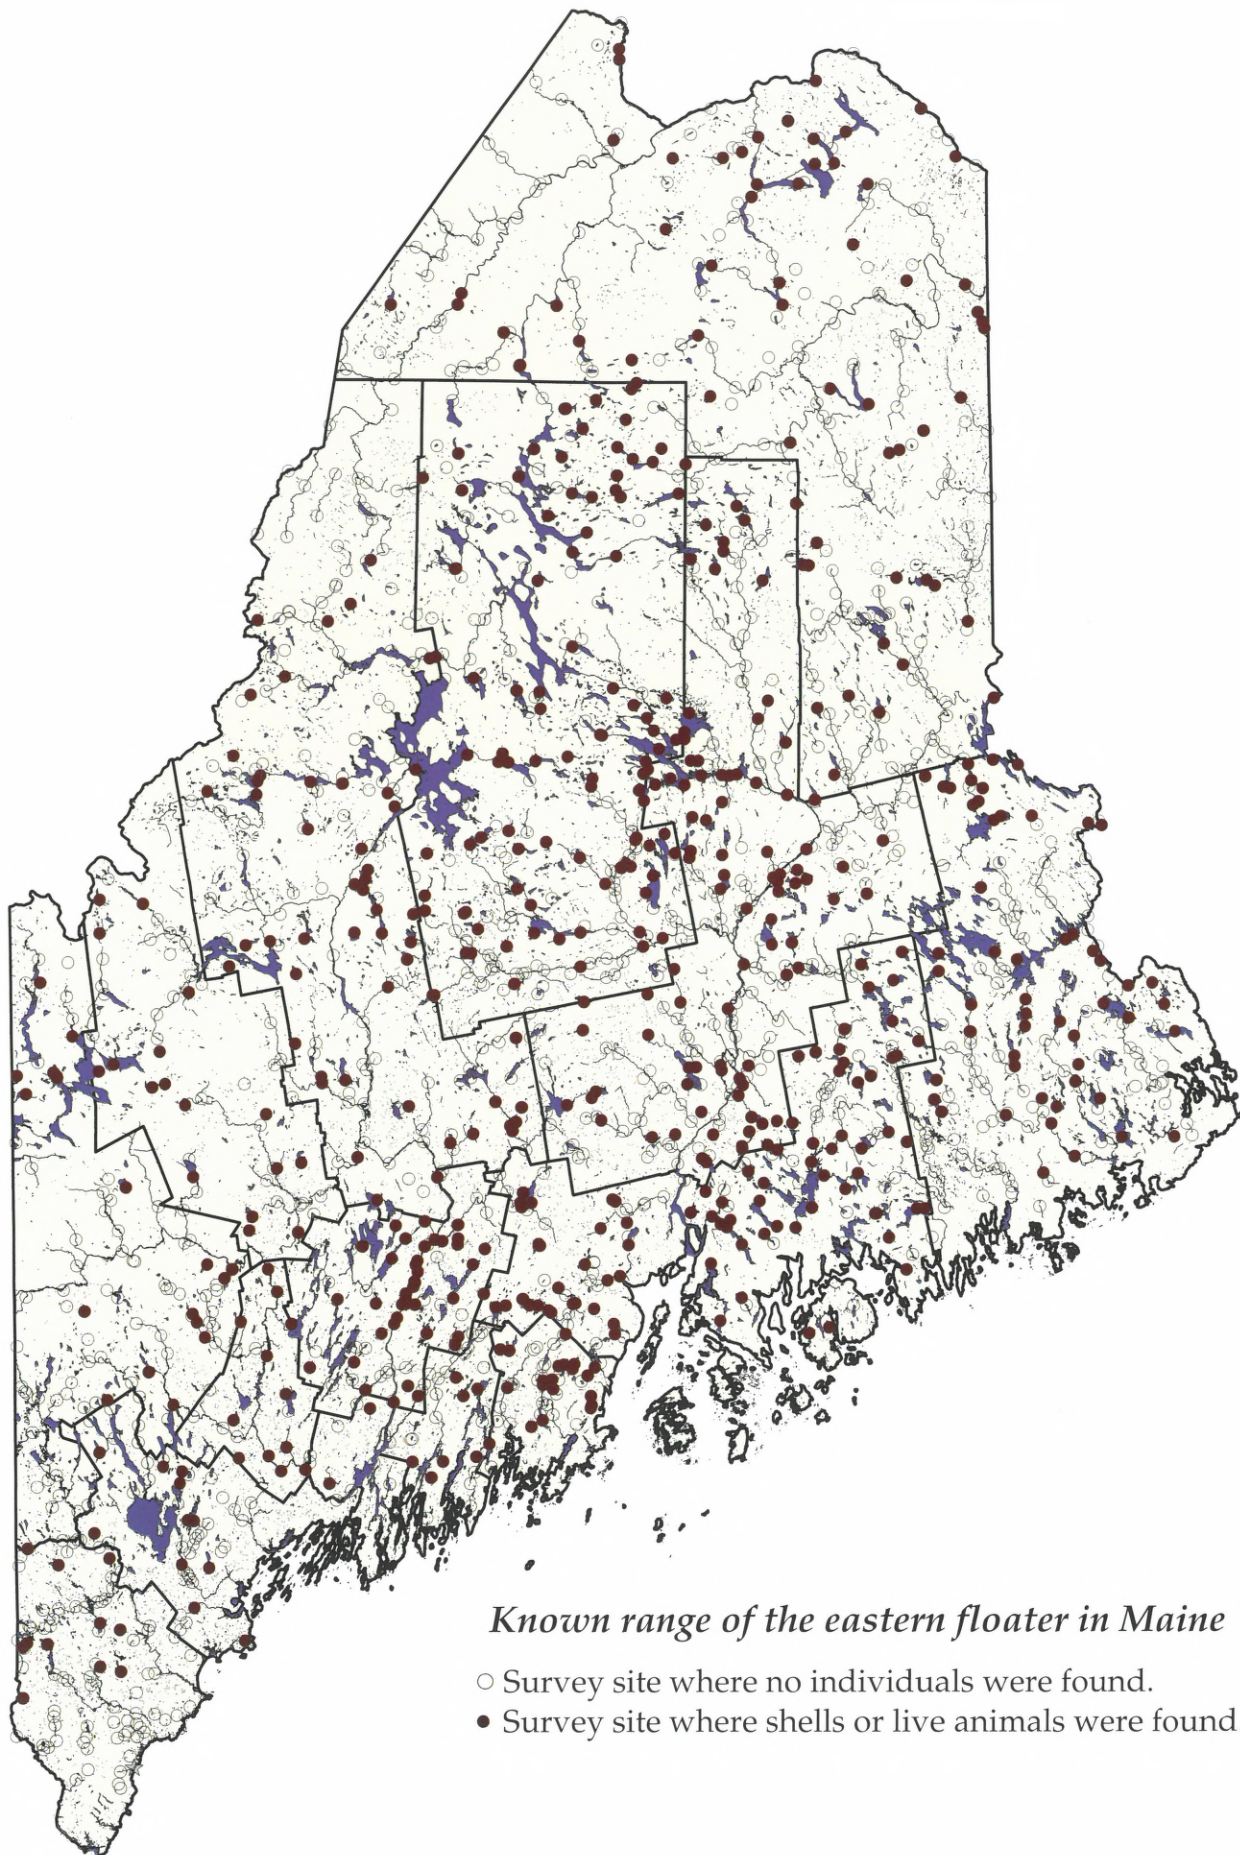 Known range of the eastern floater in Maine
Survey site where no individuals were found.
Survey site where shells or live animals were found